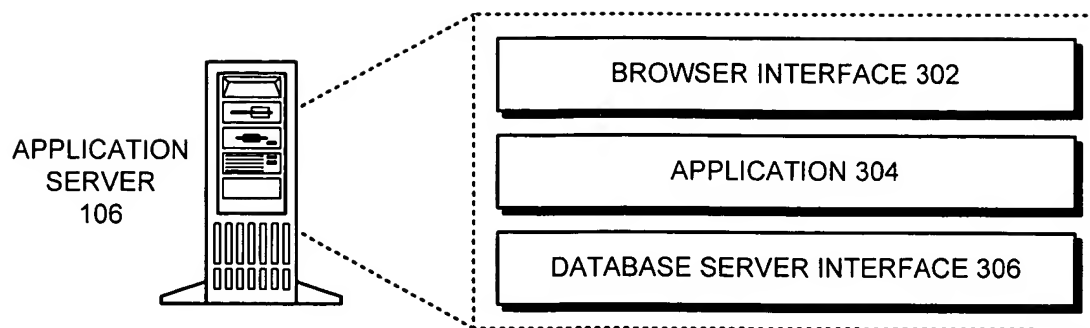 APPLICATION
SERVER
106
BROWSER INTERFACE 302
APPLICATION 304
DATABASE SERVER INTERFACE 306